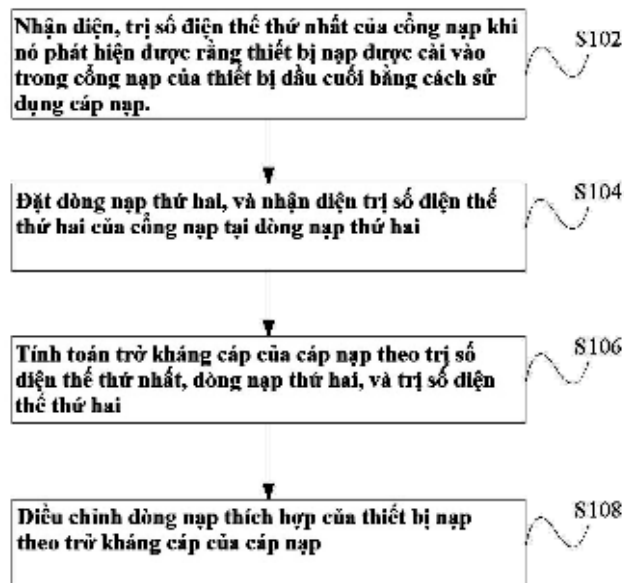 Nhận diện, trị số điện thế thứ nhất của cổng nạp khi
nó phát hiện được rằng thiết bị nạp được cài vào
trong cổng nạp của thiết bị đầu cuối bằng cách sử
dụng cáp nạp.
S102
Đặt dòng nạp thứ hai, và nhận diện trị số điện thế
thứ hai của cổng nạp tại dòng nạp thứ hai
S104
Tính toán trở kháng cáp của cáp nạp theo trị số
điện thế thứ nhất, dòng nạp thứ hai, và trị số điện
thế thứ hai
S106
Điều chỉnh dòng nạp thích hợp của thiết bị nạp
theo trở kháng cáp của cáp nạp
S108